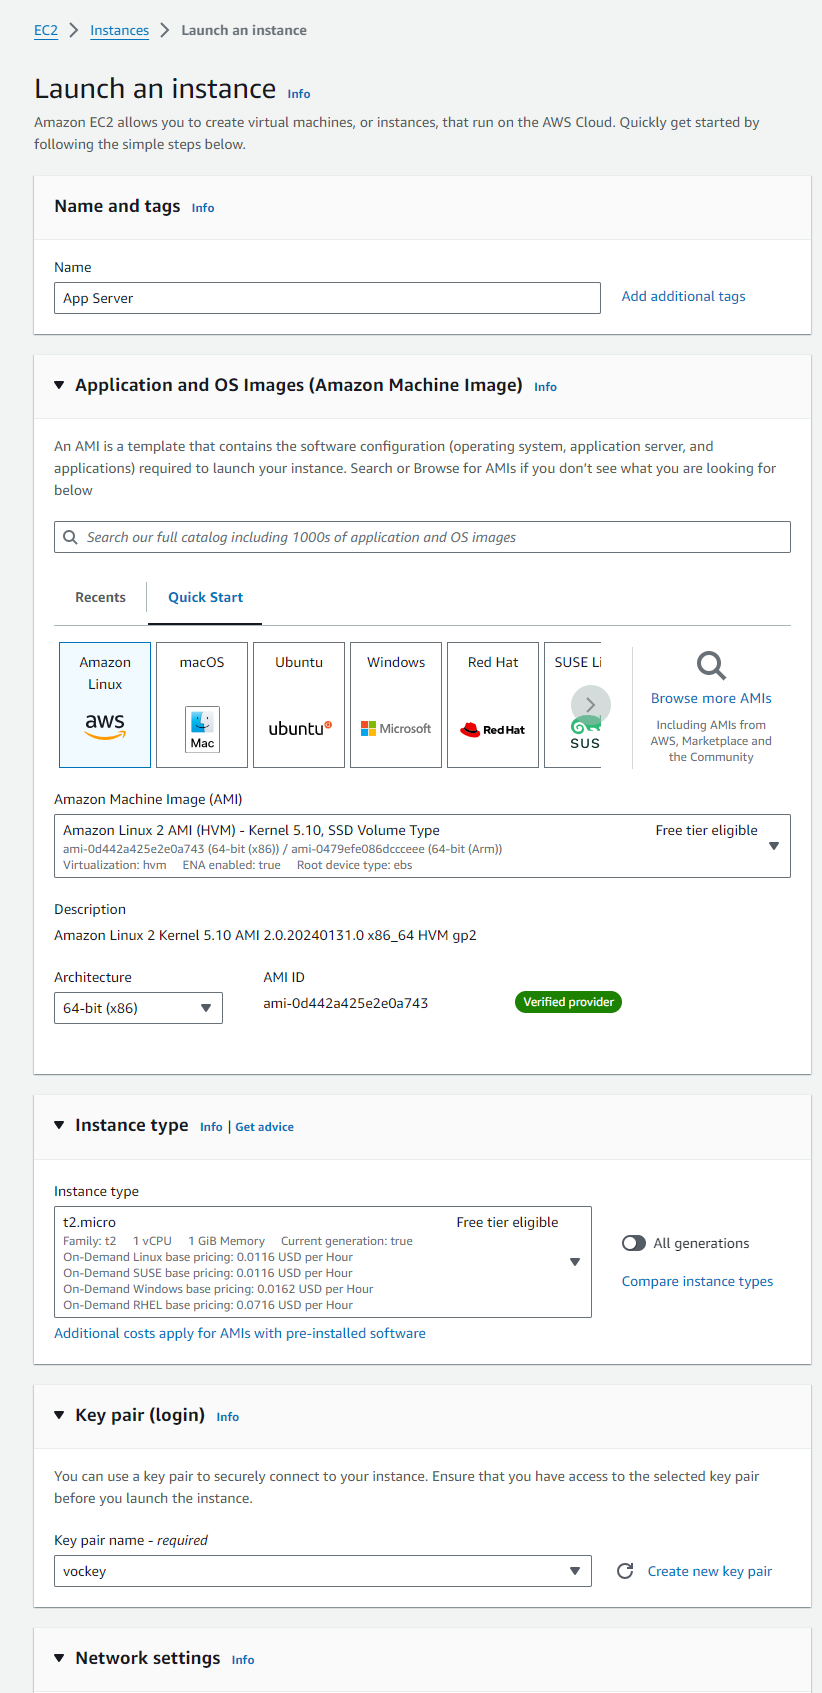 EC2 > Instances > Launch an instance
Launch an instance Info
Amazon EC2 allows you to create virtual machines, or instances, that run on the AWS Cloud. Quickly get started by
following the simple steps below.
Name and tags Info
Name
App Server
Add additional tags
Application and OS Images (Amazon Machine Image) Info
An AMI is a template that contains the software configuration (operating system, application server, and
applications) required to launch your instance. Search or Browse for AMIs if you don't see what you are looking for
below
Search our full catalog including 1000s of application and OS images
Recents
Quick Start
Amazon
Linux
aws
macOS
Mac
Ubuntu
ubuntu
Windows
Microsoft
Red Hat
Red Hat
SUSE Li
SUS
Browse more AMIs
Including AMIs from
AWS, Marketplace and
the Community
Amazon Machine Image (AMI)
Amazon Linux 2 AMI (HVM) - Kernel 5.10, SSD Volume Type
Free tier eligible
ami-0d442a425e2e0a743 (64-bit (x86)) / ami-0479efe086dccceee (64-bit (Arm))
Virtualization: hvm ENA enabled: true Root device type: ebs
Description
Amazon Linux 2 Kernel 5.10 AMI 2.0.20240131.0 x86_64 HVM gp2
Architecture
64-bit (x86)
AMI ID
ami-0d442a425e2e0a743
Verified provider
Instance type Info | Get advice
Instance type
t2.micro
Free tier eligible
Family: t2 1 vCPU 1 GiB Memory Current generation: true
On-Demand Linux base pricing: 0.0116 USD per Hour
On-Demand SUSE base pricing: 0.0116 USD per Hour
On-Demand Windows base pricing: 0.0162 USD per Hour
On-Demand RHEL base pricing: 0.0716 USD per Hour
All generations
Compare instance types
Additional costs apply for AMIs with pre-installed software
Key pair (login) Info
You can use a key pair to securely connect to your instance. Ensure that you have access to the selected key pair
before you launch the instance.
Key pair name - required
vockey
Create new key pair
Network settings Info